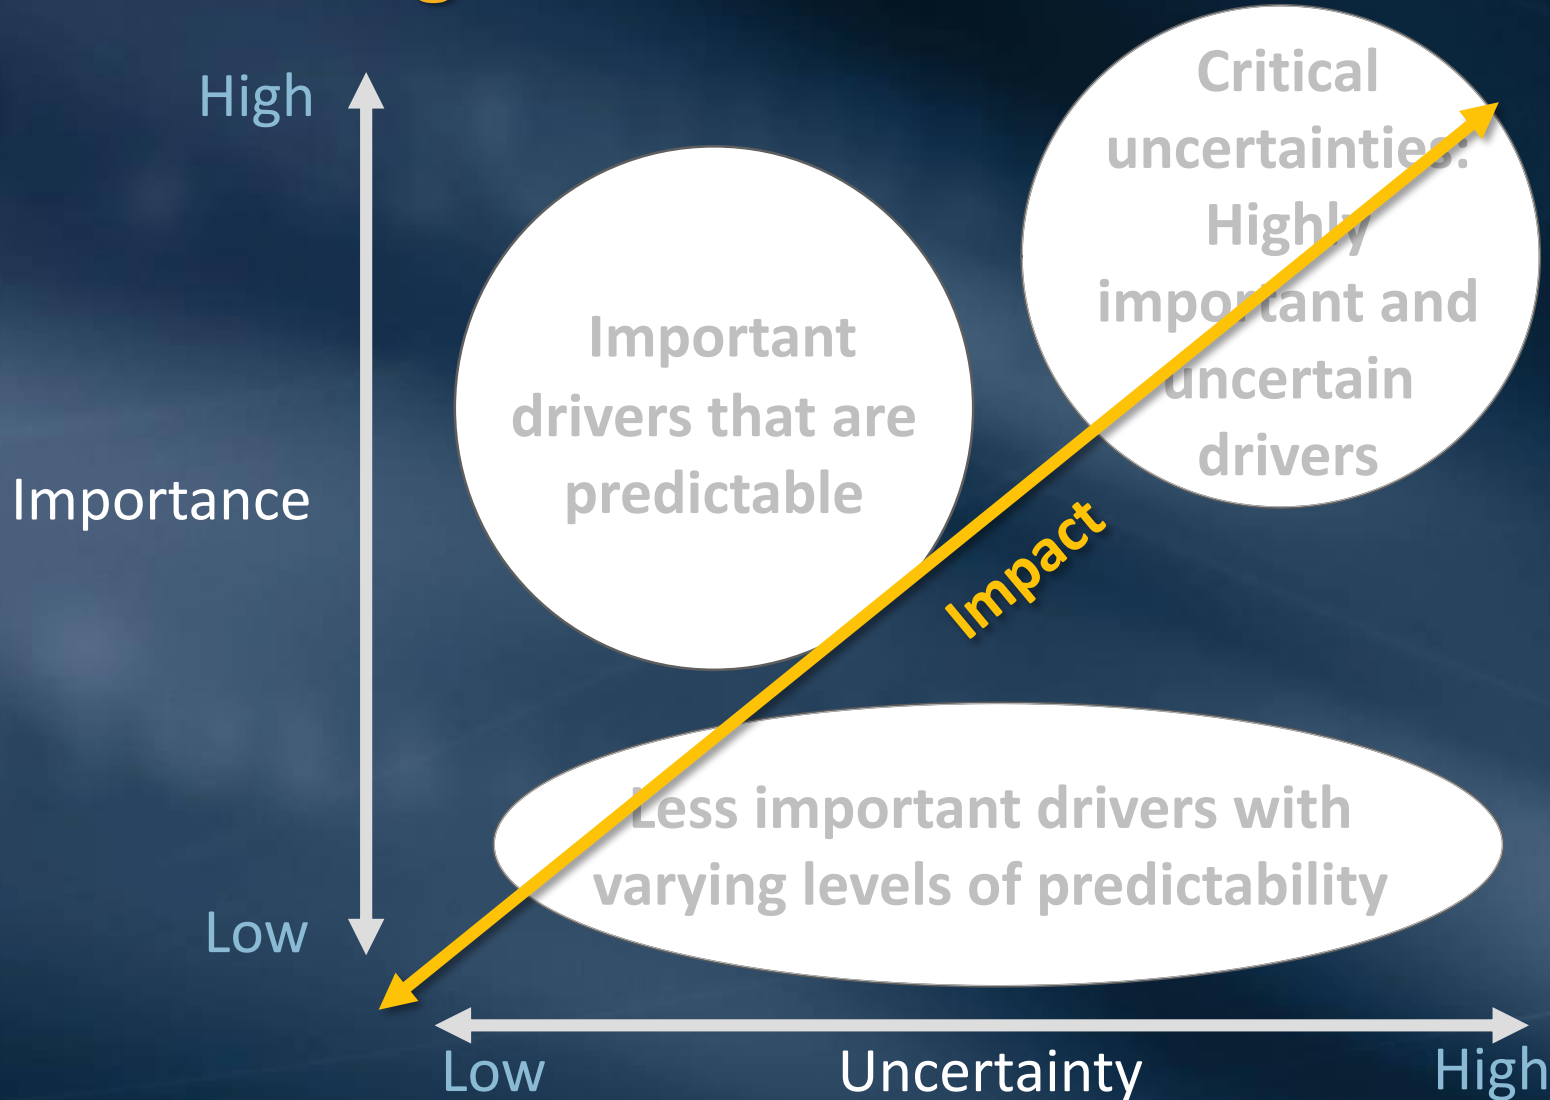 High
Critical
uncertainties:
Highly
important and
uncertain
drivers
Important
drivers that are
predictable
Importance
Impact
Less important drivers with
varying levels of predictability
Low
Low
Uncertainty
High